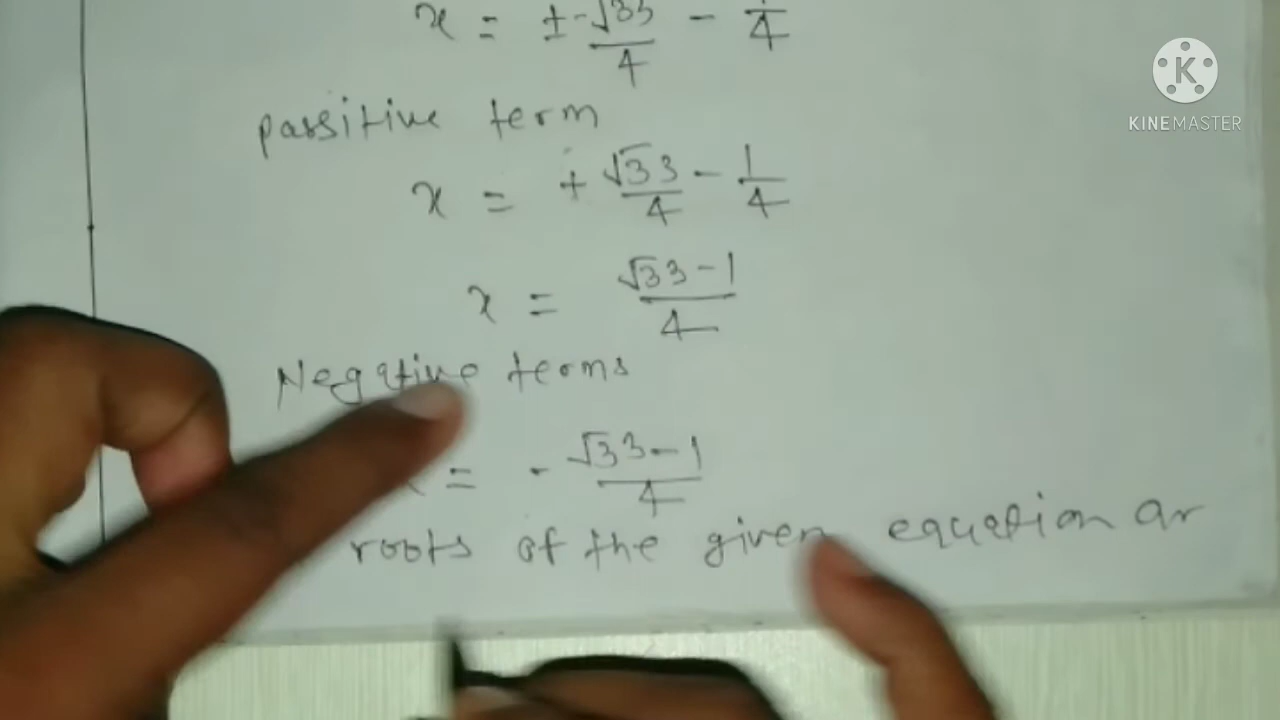 x = ± √33/4 - 1/4
passitive term
x = + √33/4 - 1/4
x = √33-1/4
Negative terms
x = - √33-1/4
roots of the given equation ar
K
KINEMASTER